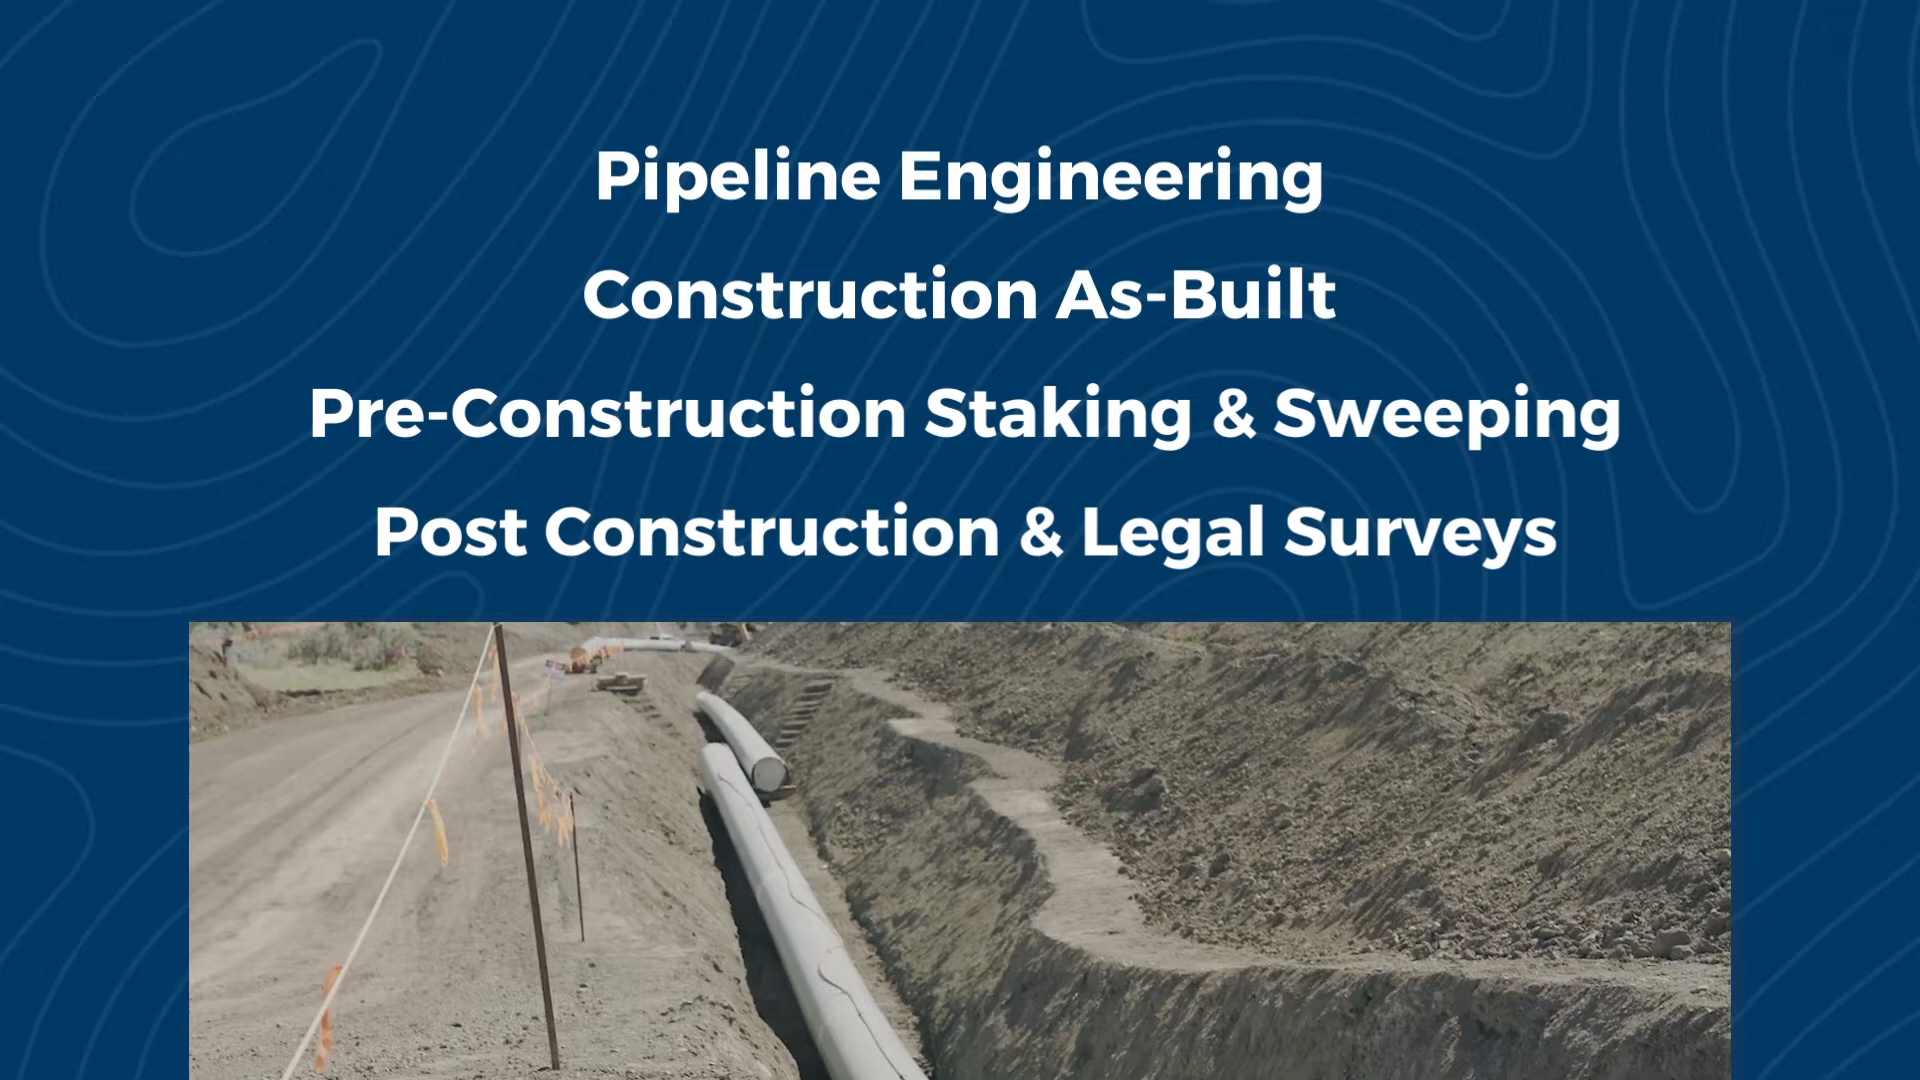 Pipeline Engineering
Construction As-Built
Pre-Construction Staking & Sweeping
Post Construction & Legal Surveys